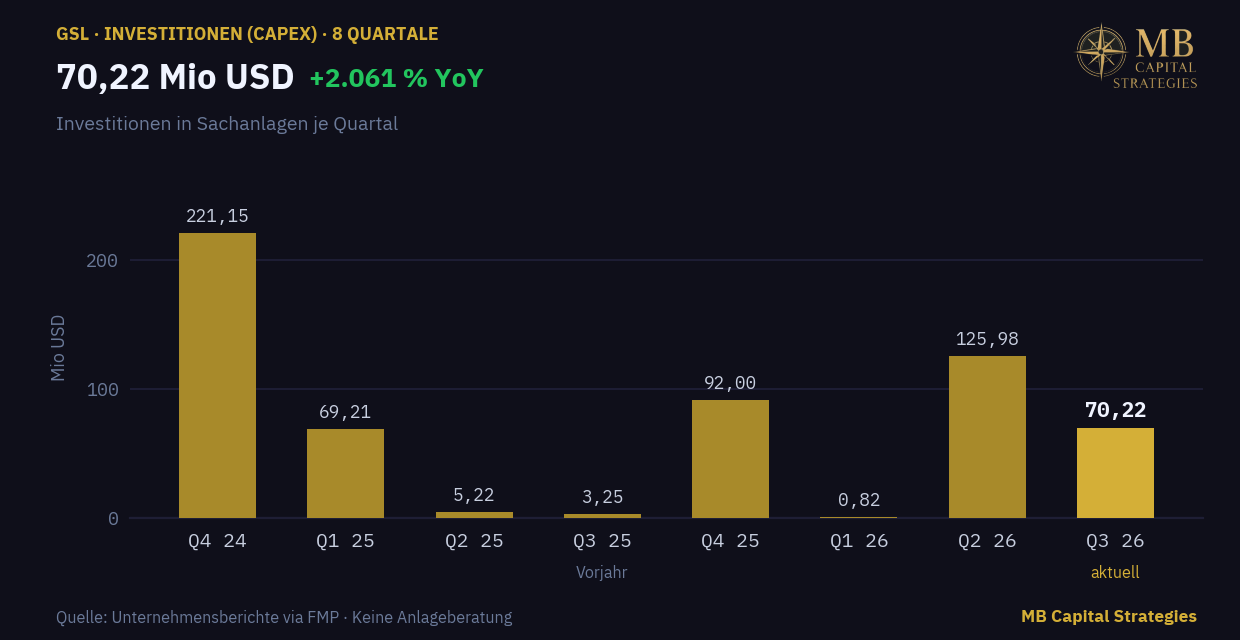 GSL · INVESTITIONEN (CAPEX) · 8 QUARTALE
70,22 Mio USD +2.061 % YoY
Investitionen in Sachanlagen je Quartal
MB
CAPITAL
STRATEGIES
Mio USD
200
100
0
221,15
69,21
5,22
3,25
92,00
0,82
125,98
70,22
Q4 24 Q1 25 Q2 25 Q3 25 Q4 25 Q1 26 Q2 26 Q3 26
Vorjahr aktuell
Quelle: Unternehmensberichte via FMP · Keine Anlageberatung
MB Capital Strategies